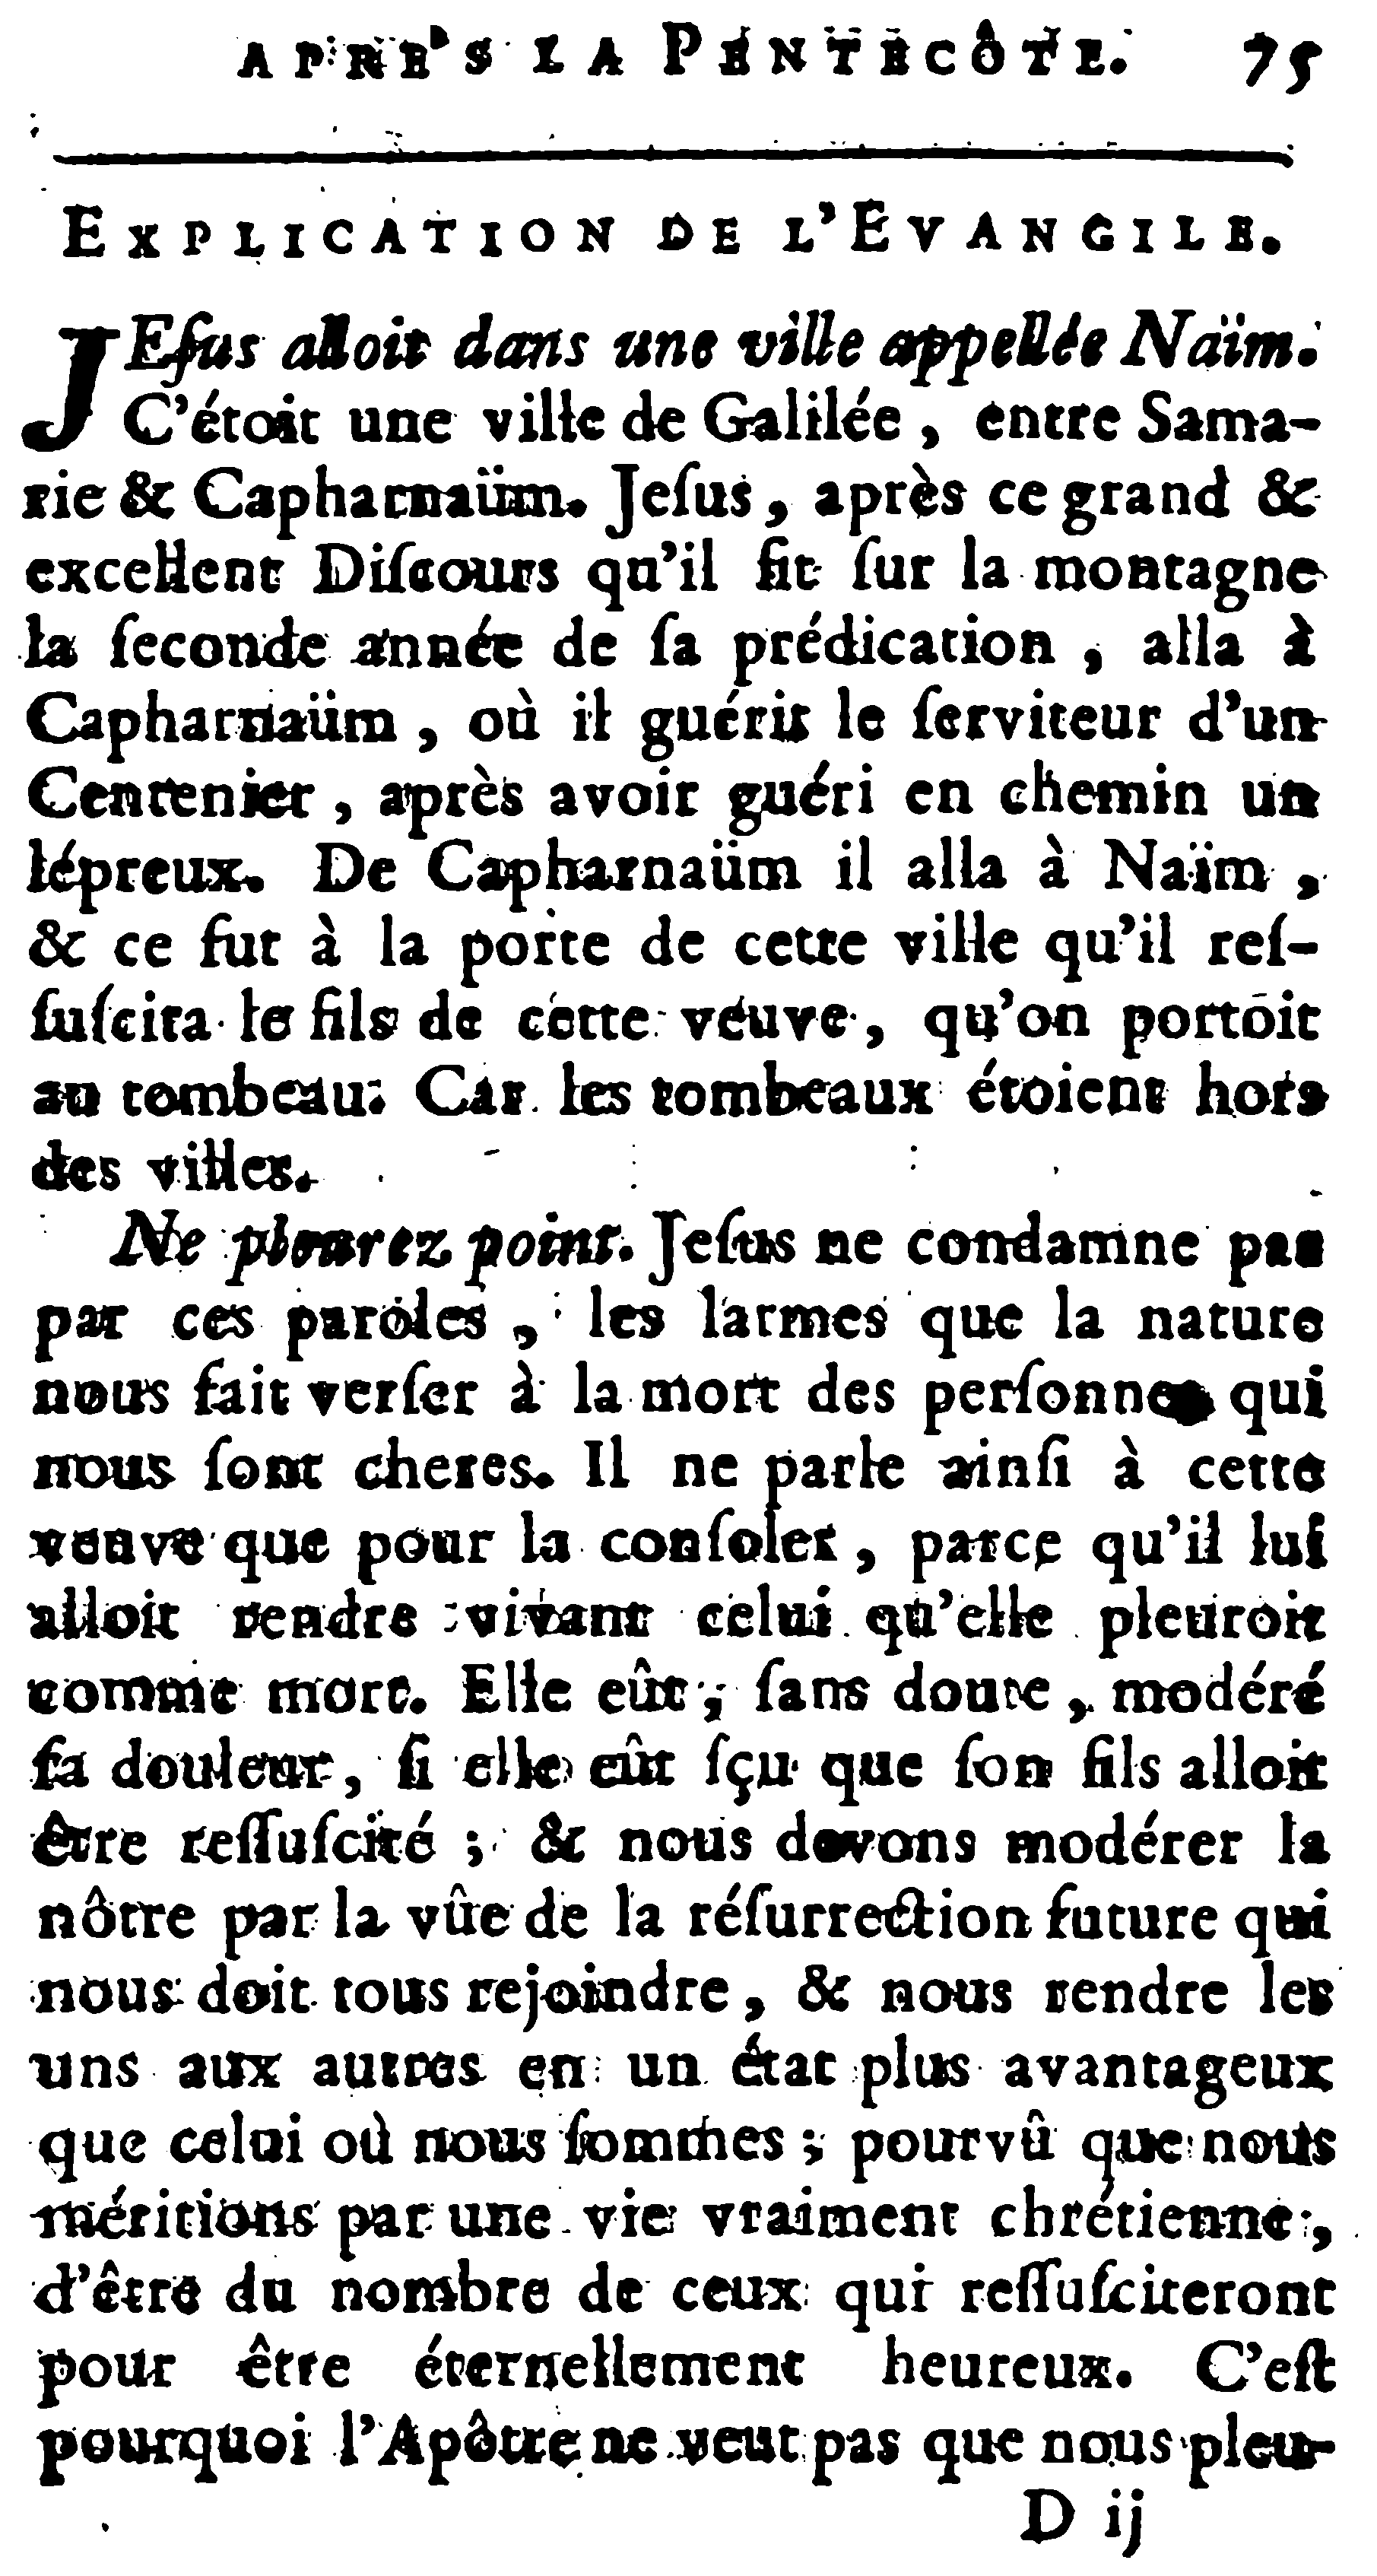 APRE'S LA PENTECÔTE. 75
EXPLICATION DE L'EVANGILE.
JEſus alloit dans une ville appellée Naïm.
C'étoit une ville de Galilée, entre Sama-
rie & Capharnaüm. Jeſus, après ce grand &
excellent Diſcours qu'il fit ſur la montagne
la ſeconde année de ſa prédication, alla à
Capharnaüm, où il guérit le ſerviteur d'un
Centenier, après avoir guéri en chemin un
lépreux. De Capharnaüm il alla à Naïm,
& ce fut à la porte de cette ville qu'il reſ-
ſuſcita le fils de cette veuve, qu'on portoit
au tombeau. Car les tombeaux étoient hors
des villes.
Ne pleurez point. Jeſus ne condamne pas
par ces paroles, les larmes que la nature
nous fait verſer à la mort des perſonnes qui
nous ſont cheres. Il ne parle ainſi à cette
veuve que pour la conſoler, parce qu'il lui
alloit rendre vivant celui qu'elle pleuroit
comme mort. Elle eût, ſans doute, modéré
ſa douleur, ſi elle eût ſçu que ſon fils alloit
être reſſuſcité ; & nous devons modérer la
nôtre par la vûe de la réſurrection future qui
nous doit tous rejoindre, & nous rendre les
uns aux autres en un état plus avantageux
que celui où nous ſommes ; pourvû que nous
méritions par une vie vraiment chrétienne,
d'être du nombre de ceux qui reſſuſciteront
pour être éternellement heureux. C'eſt
pourquoi l'Apôtre ne veut pas que nous pleu-
D ij